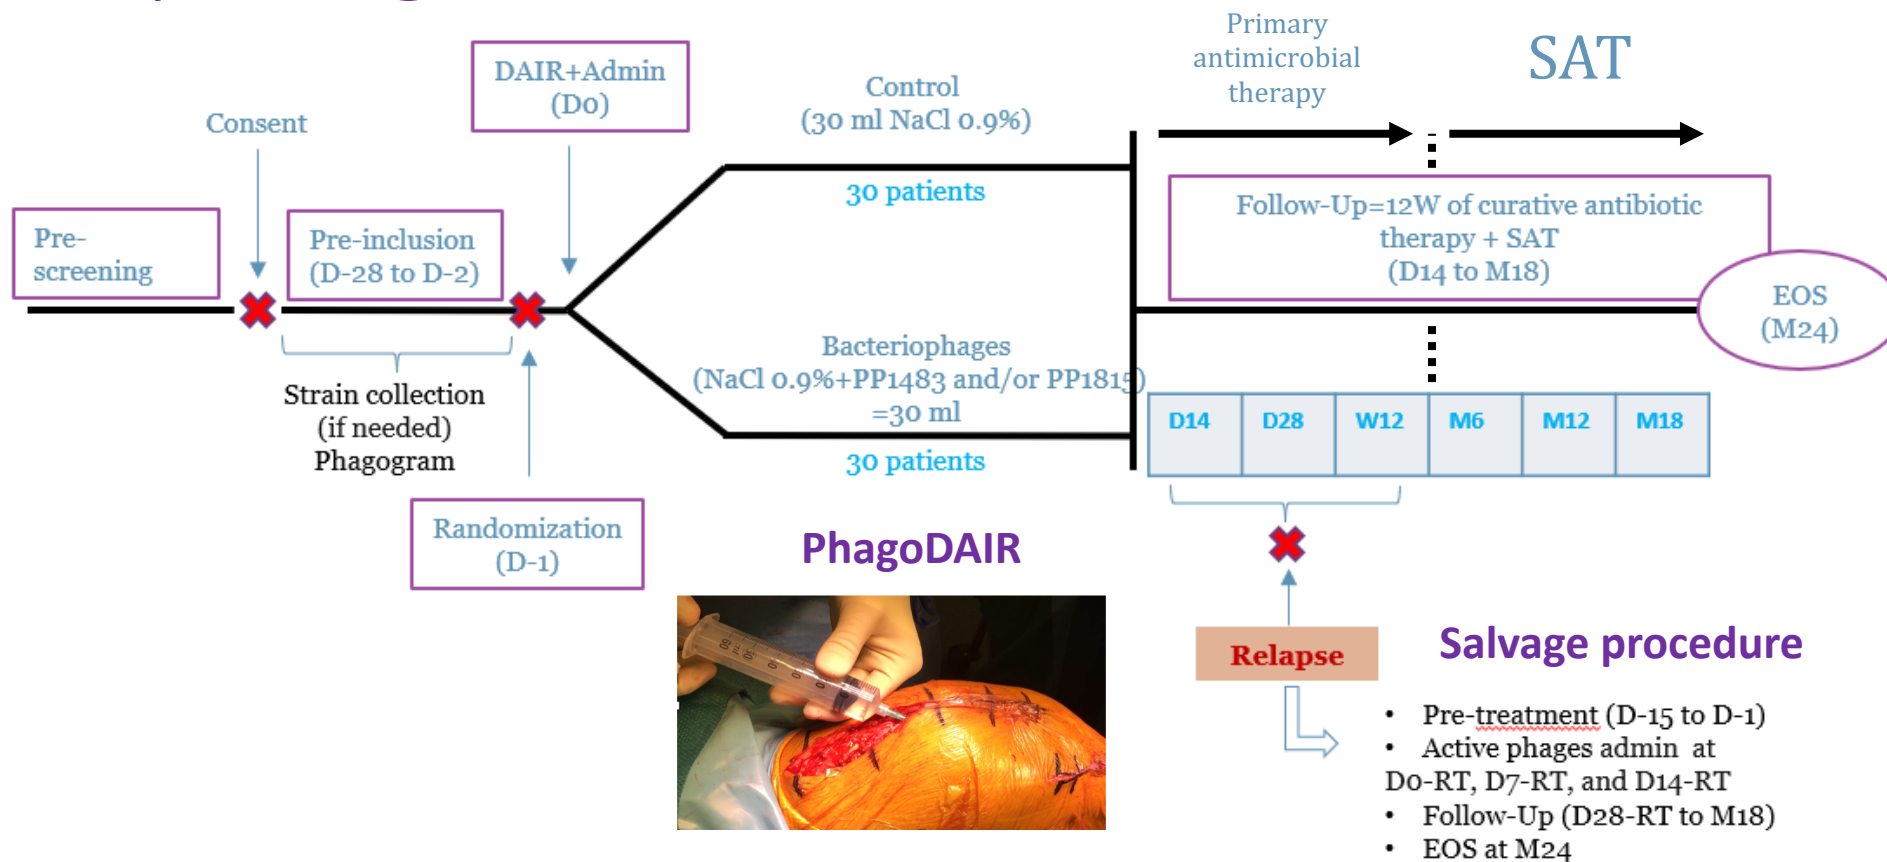 Primary
antimicrobial
therapy
SAT
DAIR+Admin
(D0)
Control
(30 ml NaCl 0.9%)
Consent
30 patients
Pre-
screening
Pre-inclusion
(D-28 to D-2)
Follow-Up=12W of curative antibiotic
therapy + SAT
(D14 to M18)
EOS
(M24)
Bacteriophages
(NaCl 0.9%+PP1483 and/or PP1815)
=30 ml
30 patients
Strain collection
(if needed)
Phagogram
D14 D28 W12 M6 M12 M18
Randomization
(D-1)
PhagoDAIR
Relapse
Salvage procedure
• Pre-treatment (D-15 to D-1)
• Active phages admin at
D0-RT, D7-RT, and D14-RT
• Follow-Up (D28-RT to M18)
• EOS at M24